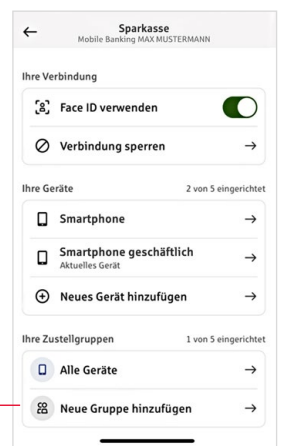 Sparkasse
Mobile Banking MAX MUSTERMANN
Ihre Verbindung
Face ID verwenden
Verbindung sperren
Ihre Geräte 2 von 5 eingerichtet
Smartphone
Smartphone geschäftlich
Aktuelles Gerät
Neues Gerät hinzufügen
Ihre Zustellgruppen 1 von 5 eingerichtet
Alle Geräte
Neue Gruppe hinzufügen